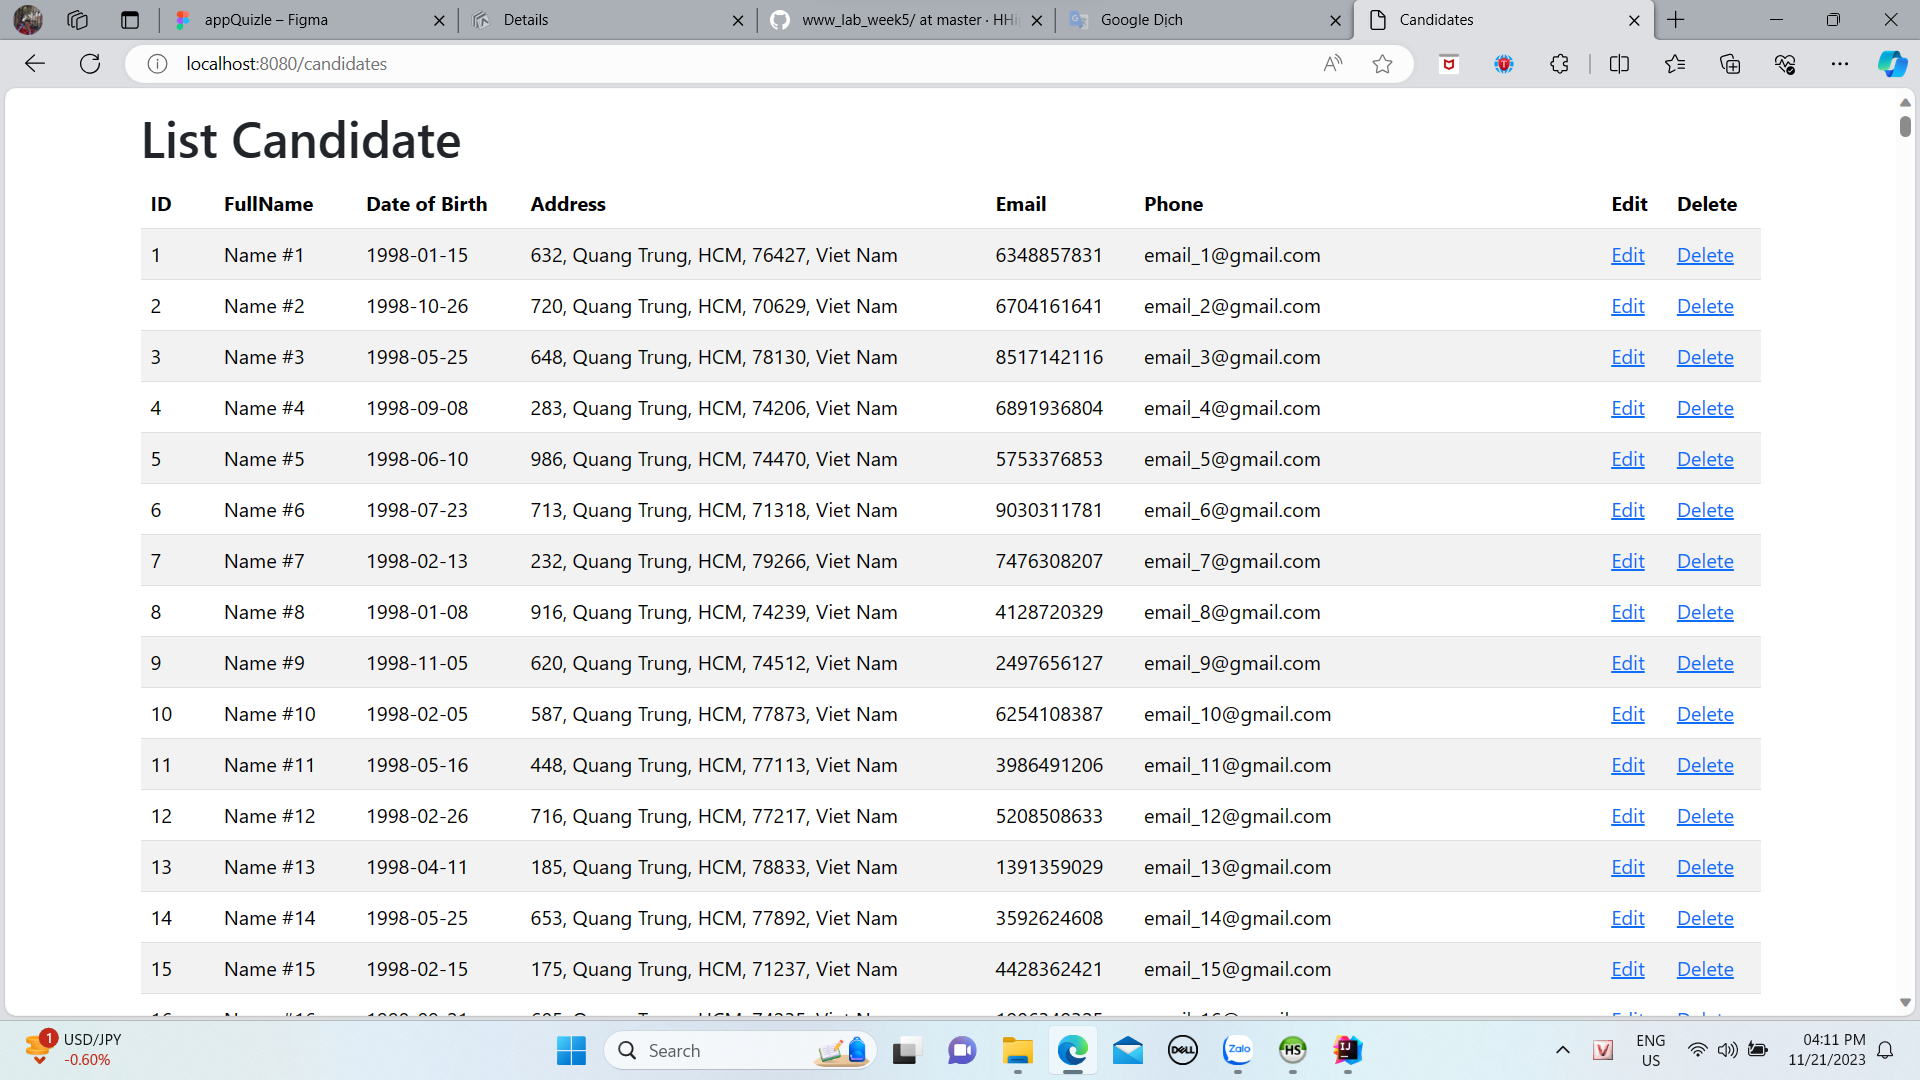 appQuizle – Figma Details www_lab_week5/ at master · HHi Google Dịch Candidates
localhost:8080/candidates
List Candidate
ID FullName Date of Birth Address Email Phone Edit Delete
1 Name #1 1998-01-15 632, Quang Trung, HCM, 76427, Viet Nam 6348857831 email_1@gmail.com Edit Delete
2 Name #2 1998-10-26 720, Quang Trung, HCM, 70629, Viet Nam 6704161641 email_2@gmail.com Edit Delete
3 Name #3 1998-05-25 648, Quang Trung, HCM, 78130, Viet Nam 8517142116 email_3@gmail.com Edit Delete
4 Name #4 1998-09-08 283, Quang Trung, HCM, 74206, Viet Nam 6891936804 email_4@gmail.com Edit Delete
5 Name #5 1998-06-10 986, Quang Trung, HCM, 74470, Viet Nam 5753376853 email_5@gmail.com Edit Delete
6 Name #6 1998-07-23 713, Quang Trung, HCM, 71318, Viet Nam 9030311781 email_6@gmail.com Edit Delete
7 Name #7 1998-02-13 232, Quang Trung, HCM, 79266, Viet Nam 7476308207 email_7@gmail.com Edit Delete
8 Name #8 1998-01-08 916, Quang Trung, HCM, 74239, Viet Nam 4128720329 email_8@gmail.com Edit Delete
9 Name #9 1998-11-05 620, Quang Trung, HCM, 74512, Viet Nam 2497656127 email_9@gmail.com Edit Delete
10 Name #10 1998-02-05 587, Quang Trung, HCM, 77873, Viet Nam 6254108387 email_10@gmail.com Edit Delete
11 Name #11 1998-05-16 448, Quang Trung, HCM, 77113, Viet Nam 3986491206 email_11@gmail.com Edit Delete
12 Name #12 1998-02-26 716, Quang Trung, HCM, 77217, Viet Nam 5208508633 email_12@gmail.com Edit Delete
13 Name #13 1998-04-11 185, Quang Trung, HCM, 78833, Viet Nam 1391359029 email_13@gmail.com Edit Delete
14 Name #14 1998-05-25 653, Quang Trung, HCM, 77892, Viet Nam 3592624608 email_14@gmail.com Edit Delete
15 Name #15 1998-02-15 175, Quang Trung, HCM, 71237, Viet Nam 4428362421 email_15@gmail.com Edit Delete
1 USD/JPY Search DELL Zalo HS IJ V ENG 04:11 PM
-0.60% US 11/21/2023